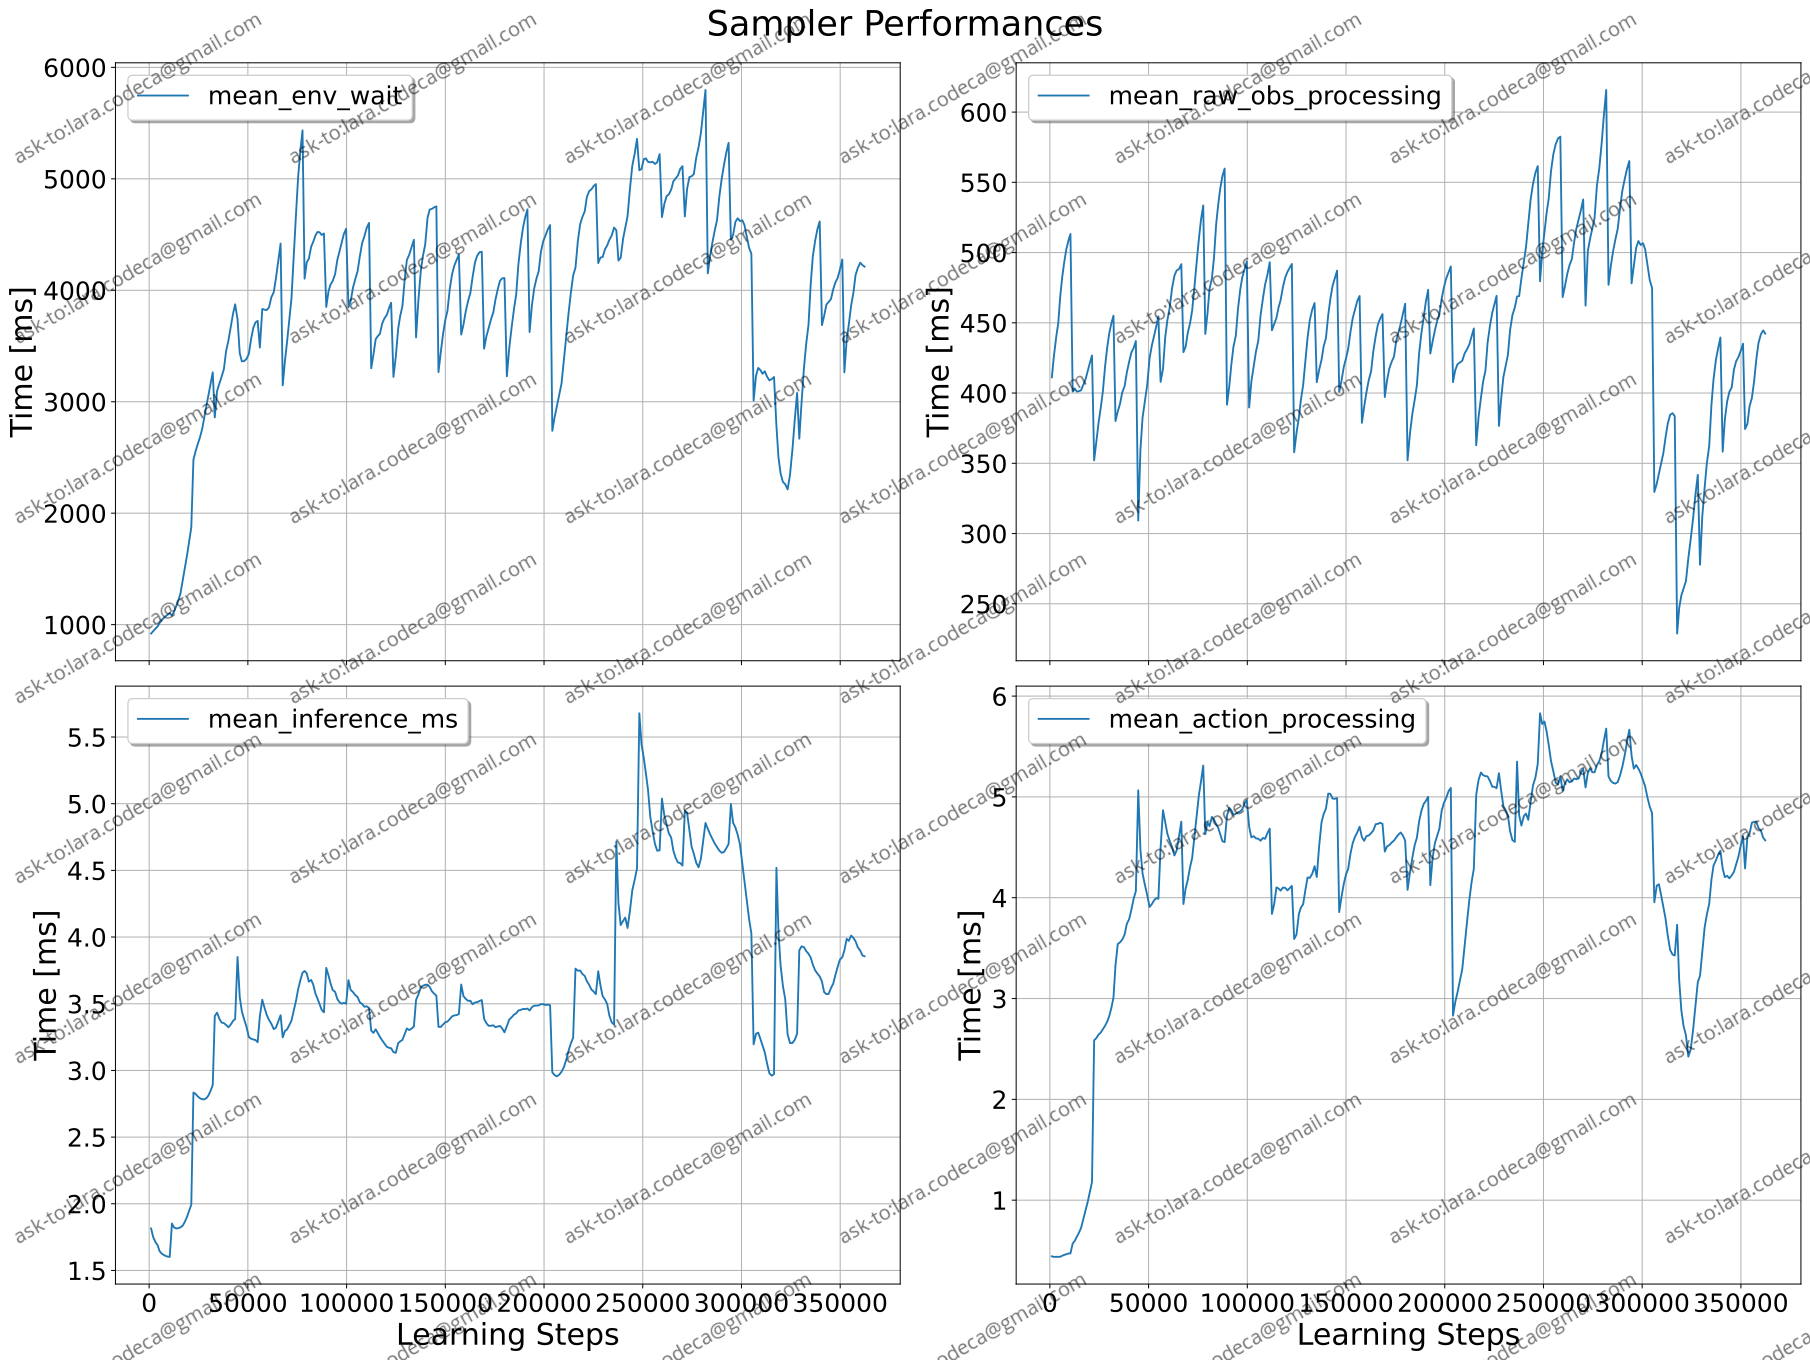 Sampler Performances
mean_env_wait
Time [ms]
6000
5000
4000
3000
2000
1000
mean_raw_obs_processing
Time [ms]
600
550
500
450
400
350
300
250
mean_inference_ms
Time [ms]
5.5
5.0
4.5
4.0
3.5
3.0
2.5
2.0
1.5
0 50000 100000 150000 200000 250000 300000 350000
Learning Steps
mean_action_processing
Time [ms]
6
5
4
3
2
1
0 50000 100000 150000 200000 250000 300000 350000
Learning Steps
ask-to:lara.codeca@gmail.com